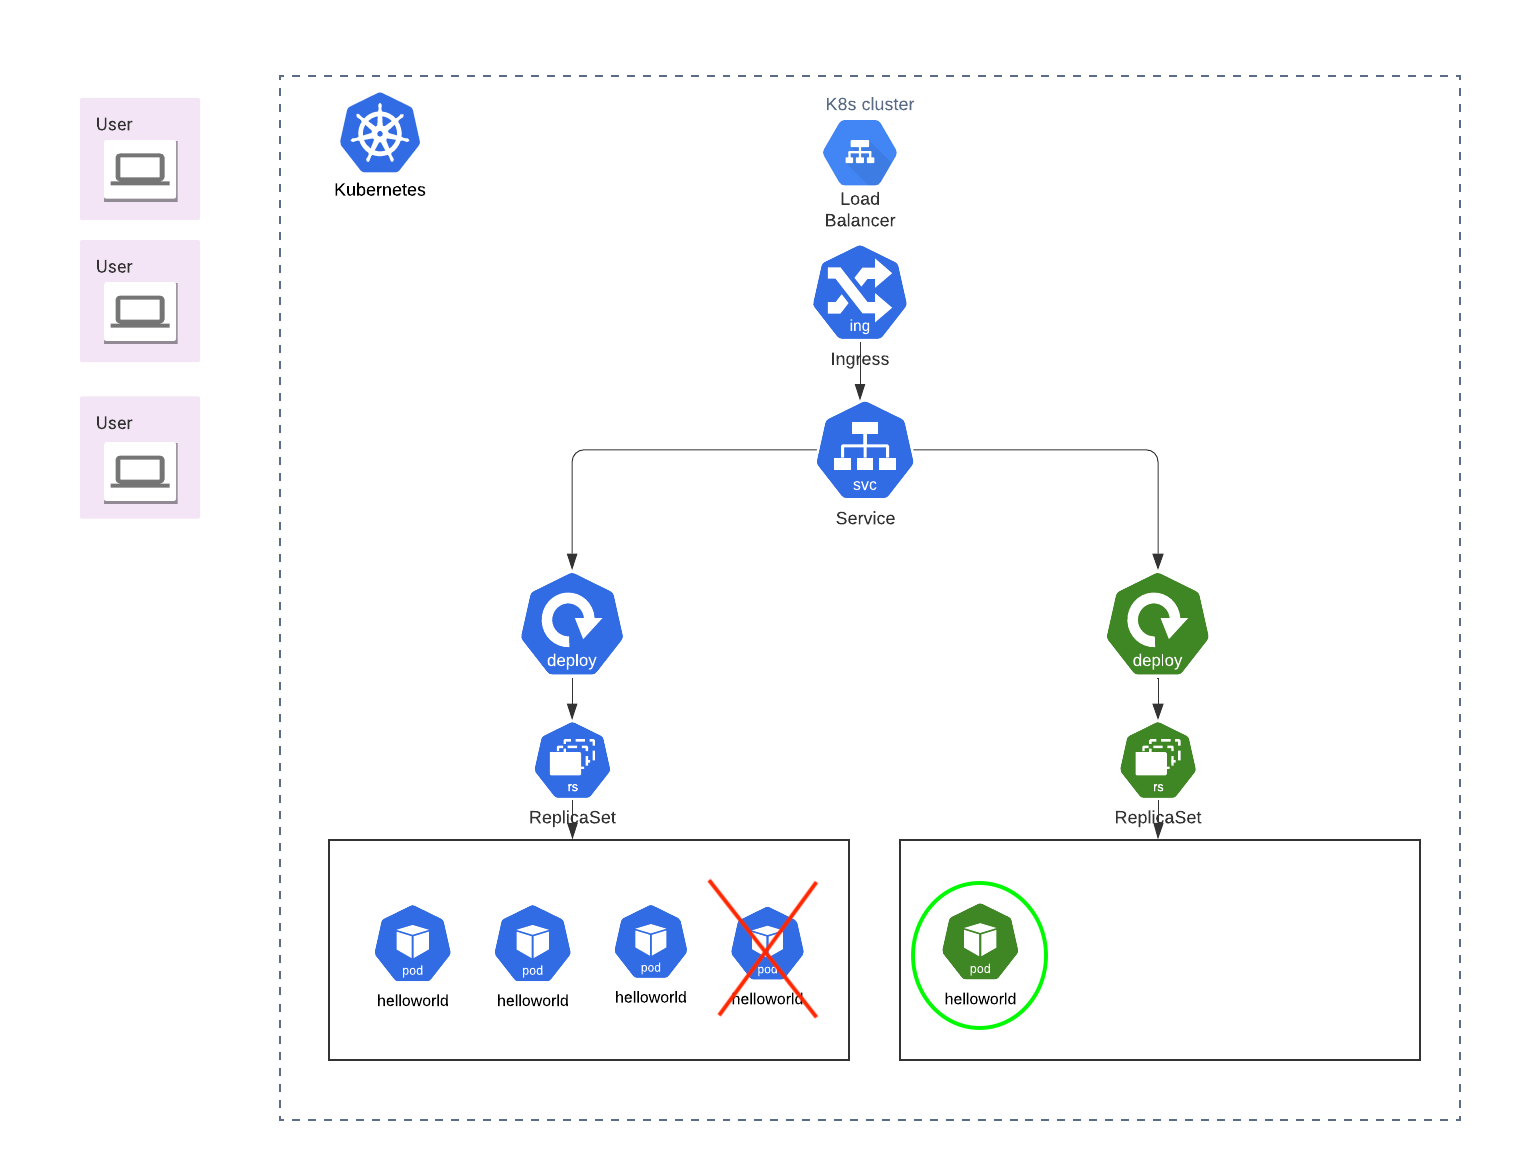 User
User
User
Kubernetes
K8s cluster
Load
Balancer
ing
Ingress
svc
Service
deploy
deploy
rs
rs
ReplicaSet
ReplicaSet
pod
helloworld
pod
helloworld
pod
helloworld
pod
helloworld
pod
helloworld